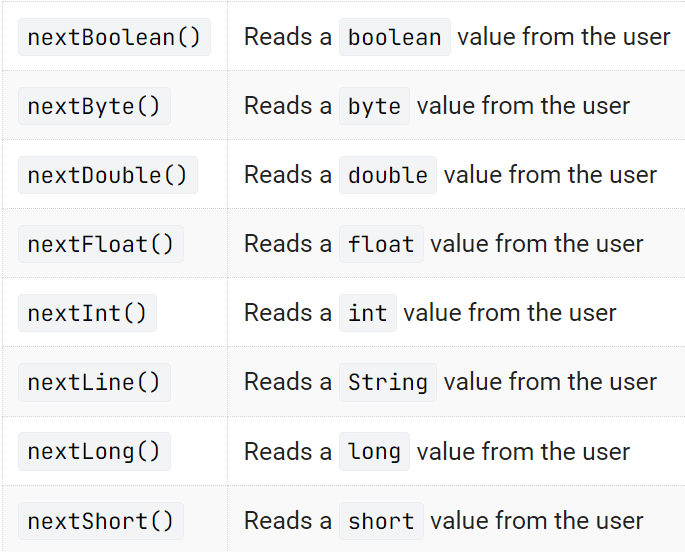 nextBoolean() Reads a boolean value from the user
nextByte() Reads a byte value from the user
nextDouble() Reads a double value from the user
nextFloat() Reads a float value from the user
nextInt() Reads a int value from the user
nextLine() Reads a String value from the user
nextLong() Reads a long value from the user
nextShort() Reads a short value from the user